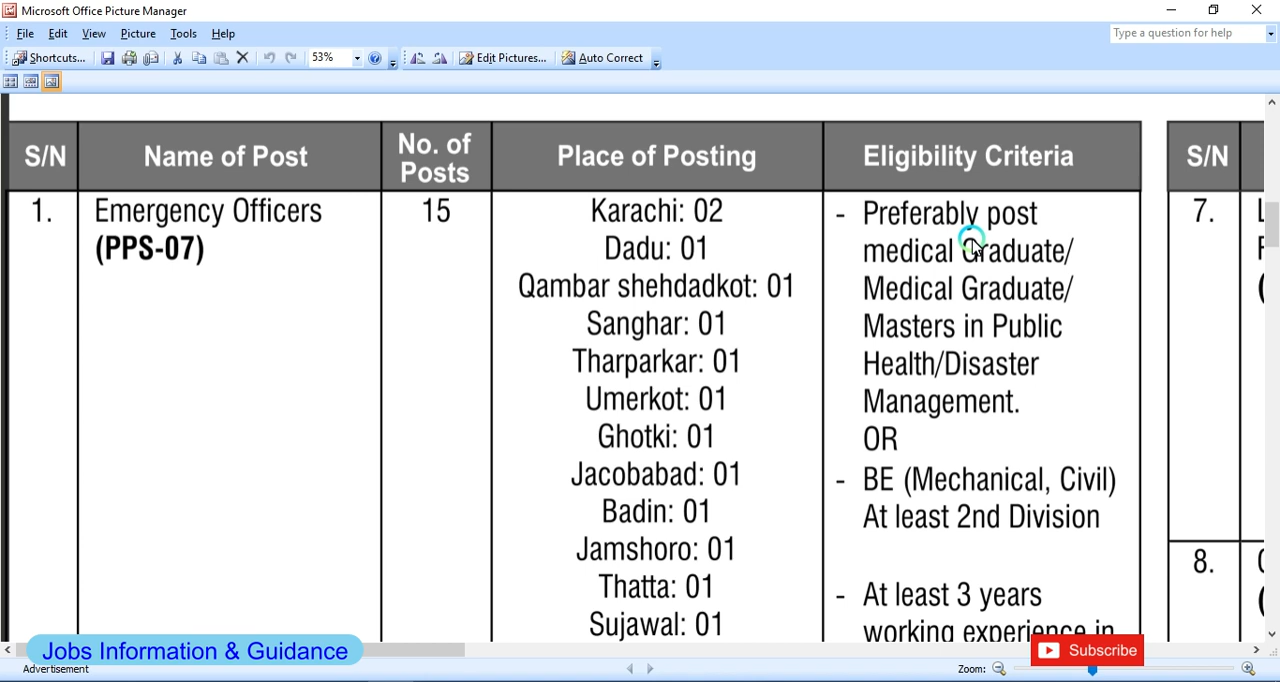 Microsoft Office Picture Manager
File Edit View Picture Tools Help
Type a question for help
Shortcuts... 53% Edit Pictures... Auto Correct
S/N Name of Post No. of Posts Place of Posting Eligibility Criteria S/N
1. Emergency Officers 15 Karachi: 02 - Preferably post 7.
(PPS-07) Dadu: 01 medical Graduate/
Qambar shehdadkot: 01 Medical Graduate/
Sanghar: 01 Masters in Public
Tharparkar: 01 Health/Disaster
Umerkot: 01 Management.
Ghotki: 01 OR
Jacobabad: 01 - BE (Mechanical, Civil)
Badin: 01 At least 2nd Division
Jamshoro: 01 8.
Thatta: 01 - At least 3 years
Sujawal: 01 working experience in
Jobs Information & Guidance
Subscribe
Advertisement
Zoom: